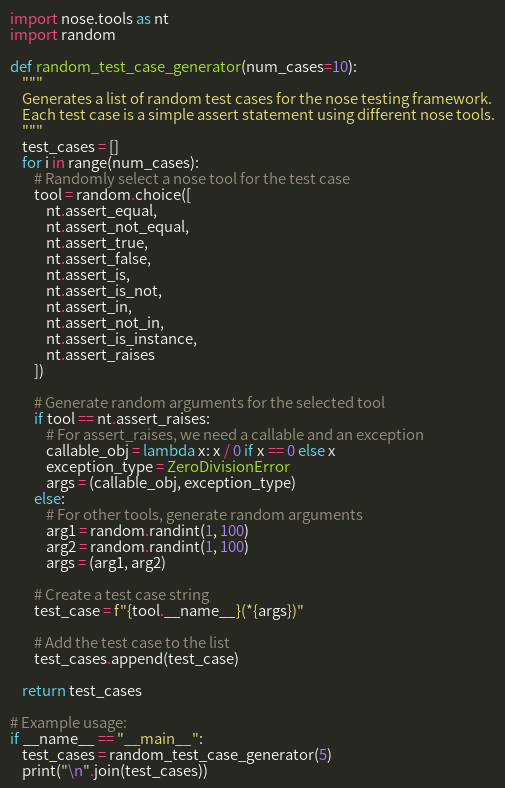 import nose.tools as nt
import random

def random_test_case_generator(num_cases=10):
    """
    Generates a list of random test cases for the nose testing framework.
    Each test case is a simple assert statement using different nose tools.
    """
    test_cases = []
    for i in range(num_cases):
        # Randomly select a nose tool for the test case
        tool = random.choice([
            nt.assert_equal,
            nt.assert_not_equal,
            nt.assert_true,
            nt.assert_false,
            nt.assert_is,
            nt.assert_is_not,
            nt.assert_in,
            nt.assert_not_in,
            nt.assert_is_instance,
            nt.assert_raises
        ])

        # Generate random arguments for the selected tool
        if tool == nt.assert_raises:
            # For assert_raises, we need a callable and an exception
            callable_obj = lambda x: x / 0 if x == 0 else x
            exception_type = ZeroDivisionError
            args = (callable_obj, exception_type)
        else:
            # For other tools, generate random arguments
            arg1 = random.randint(1, 100)
            arg2 = random.randint(1, 100)
            args = (arg1, arg2)

        # Create a test case string
        test_case = f"{tool.__name__}(*{args})"

        # Add the test case to the list
        test_cases.append(test_case)

    return test_cases

# Example usage:
if __name__ == "__main__":
    test_cases = random_test_case_generator(5)
    print("\n".join(test_cases))